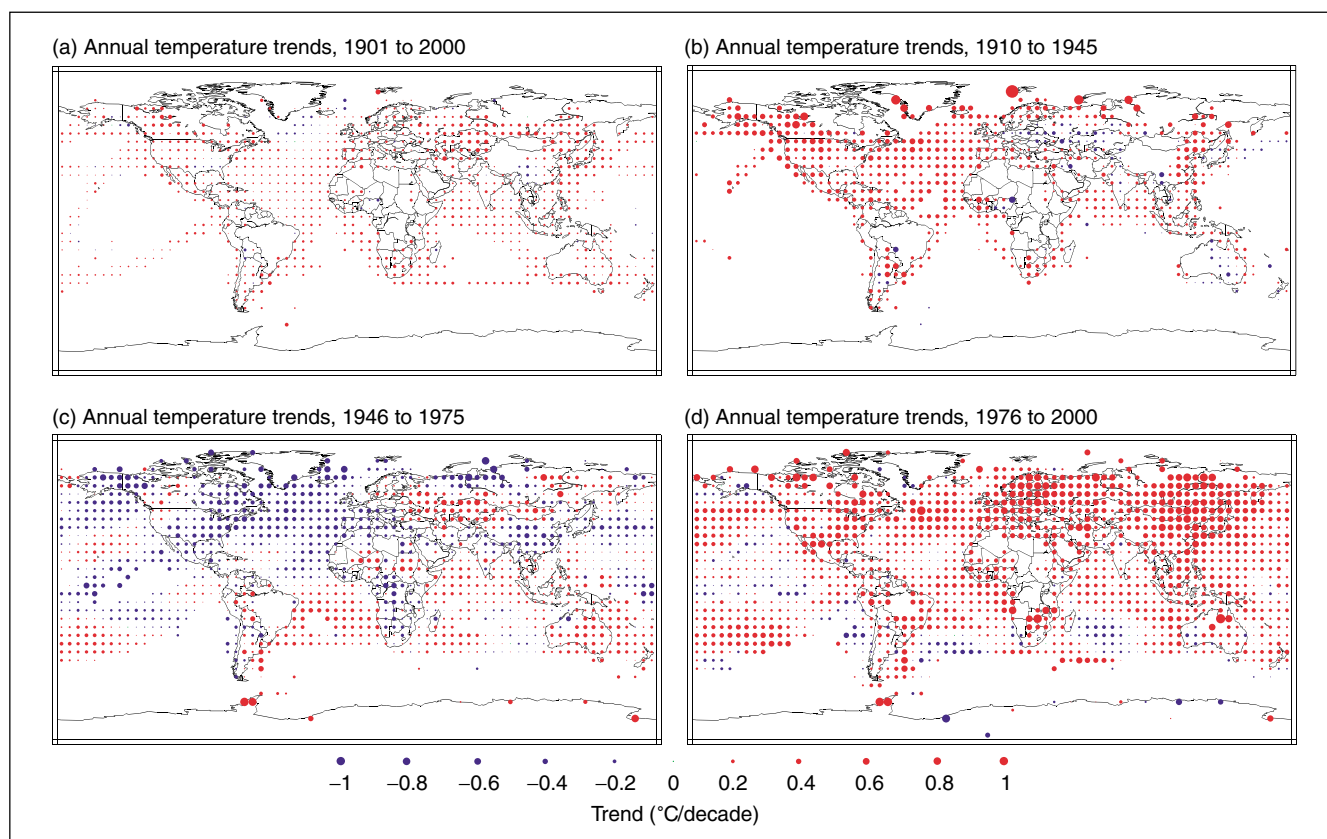 (a) Annual temperature trends, 1901 to 2000
(b) Annual temperature trends, 1910 to 1945
(c) Annual temperature trends, 1946 to 1975
(d) Annual temperature trends, 1976 to 2000
−1 −0.8 −0.6 −0.4 −0.2 0 0.2 0.4 0.6 0.8 1
Trend (°C/decade)